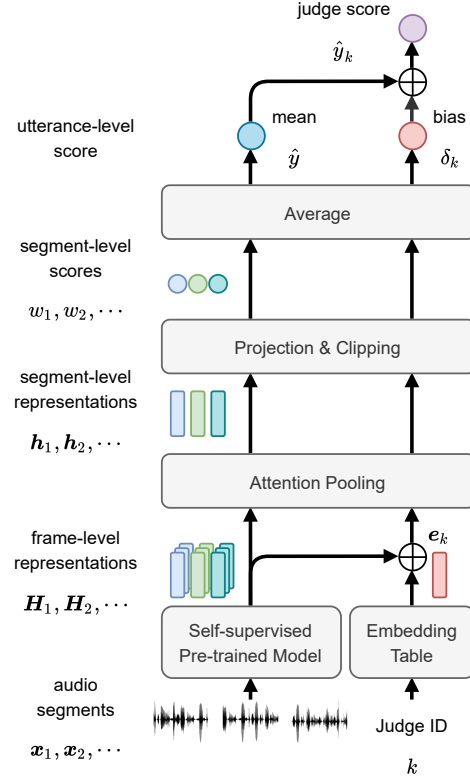 judge score
ŷ_k
mean
bias
utterance-level
score
ŷ
δ_k
Average
segment-level
scores
w_1, w_2, ⋯
Projection & Clipping
segment-level
representations
h_1, h_2, ⋯
Attention Pooling
frame-level
representations
e_k
H_1, H_2, ⋯
Self-supervised
Pre-trained Model
Embedding
Table
audio
segments
x_1, x_2, ⋯
Judge ID
k